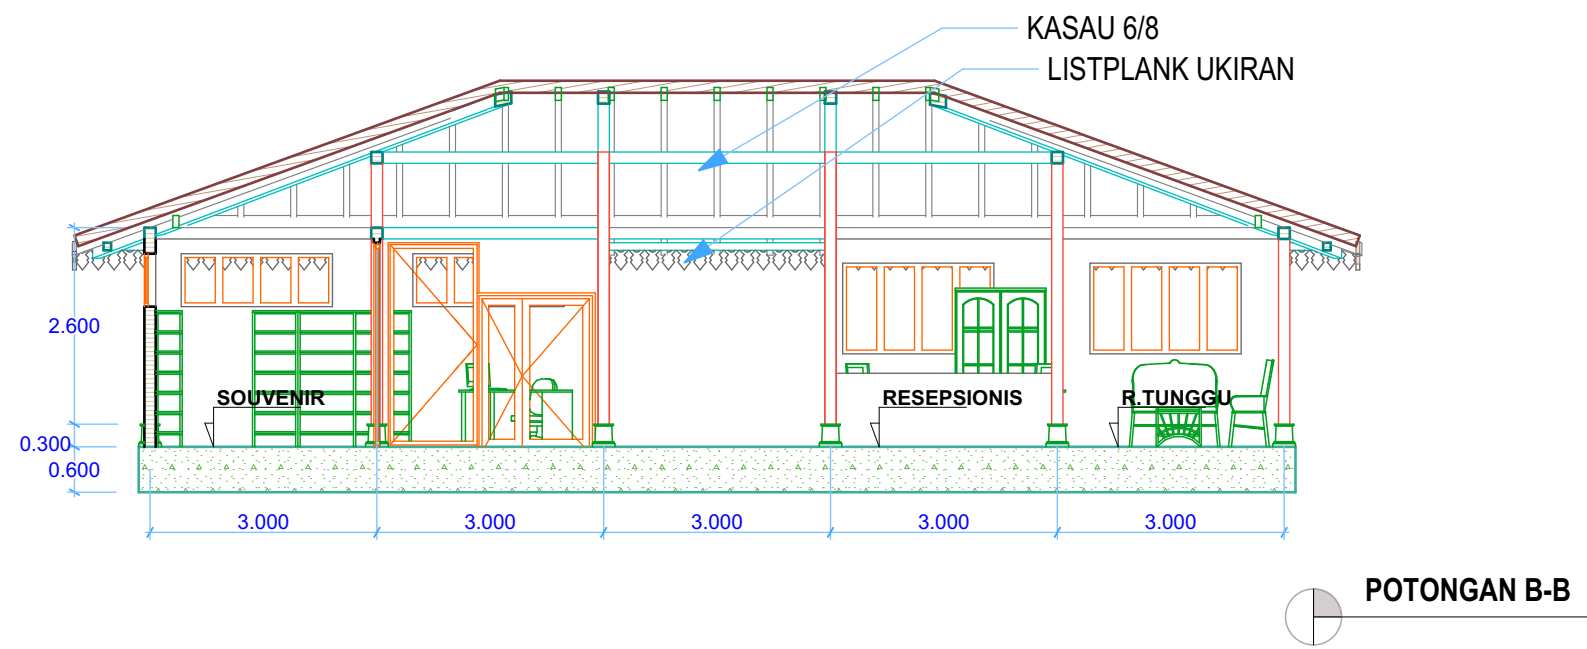 KASAU 6/8
LISTPLANK UKIRAN
2.600
SOUVENIR
RESEPSIONIS
R.TUNGGU
0.300
0.600
3.000
3.000
3.000
3.000
3.000
POTONGAN B-B